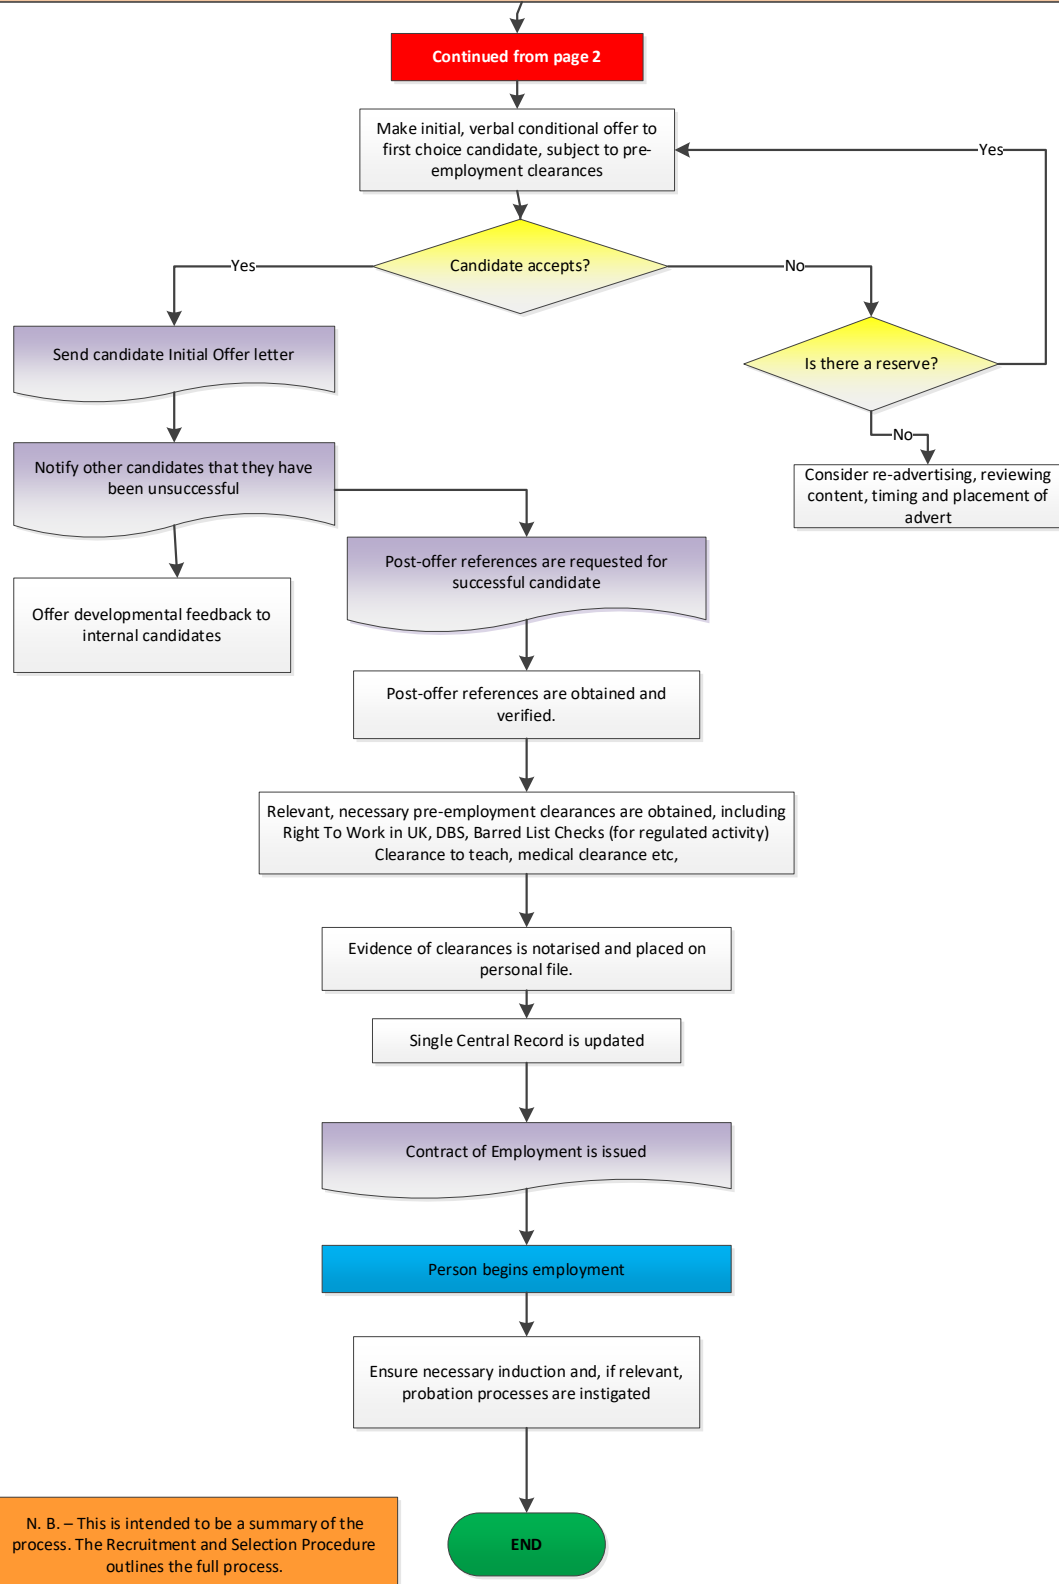 Continued from page 2
Make initial, verbal conditional offer to
first choice candidate, subject to pre-
employment clearances
Yes
Candidate accepts?
Yes
No
Send candidate Initial Offer letter
Is there a reserve?
No
Notify other candidates that they have
been unsuccessful
Consider re-advertising, reviewing
content, timing and placement of
advert
Post-offer references are requested for
successful candidate
Offer developmental feedback to
internal candidates
Post-offer references are obtained and
verified.
Relevant, necessary pre-employment clearances are obtained, including
Right To Work in UK, DBS, Barred List Checks (for regulated activity)
Clearance to teach, medical clearance etc,
Evidence of clearances is notarised and placed on
personal file.
Single Central Record is updated
Contract of Employment is issued
Person begins employment
Ensure necessary induction and, if relevant,
probation processes are instigated
N. B. – This is intended to be a summary of the
process. The Recruitment and Selection Procedure
outlines the full process.
END